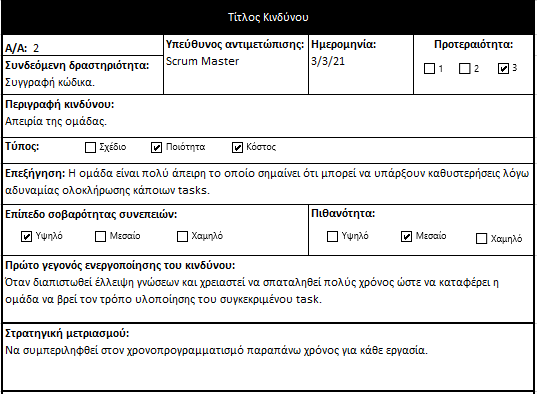 Τίτλος Κινδύνου
Α/Α: 2
Συνδεόμενη δραστηριότητα:
Συγγραφή κώδικα.
Υπεύθυνος αντιμετώπισης:
Scrum Master
Ημερομηνία:
3/3/21
Προτεραιότητα:
1 2 3
Περιγραφή κινδύνου:
Απειρία της ομάδας.
Τύπος: Σχέδιο Ποιότητα Κόστος
Επεξήγηση: Η ομάδα είναι πολύ άπειρη το οποίο σημαίνει ότι μπορεί να υπάρξουν καθυστερήσεις λόγω
αδυναμίας ολοκλήρωσης κάποιων tasks.
Επίπεδο σοβαρότητας συνεπειών:
Υψηλό Μεσαίο Χαμηλό
Πιθανότητα:
Υψηλό Μεσαίο Χαμηλό
Πρώτο γεγονός ενεργοποίησης του κινδύνου:
Όταν διαπιστωθεί έλλειψη γνώσεων και χρειαστεί να σπαταληθεί πολύς χρόνος ώστε να καταφέρει η
ομάδα να βρεί τον τρόπο υλοποίησης του συγκεκριμένου task.
Στρατηγική μετριασμού:
Να συμπεριληφθεί στον χρονοπρογραμματισμό παραπάνω χρόνος για κάθε εργασία.